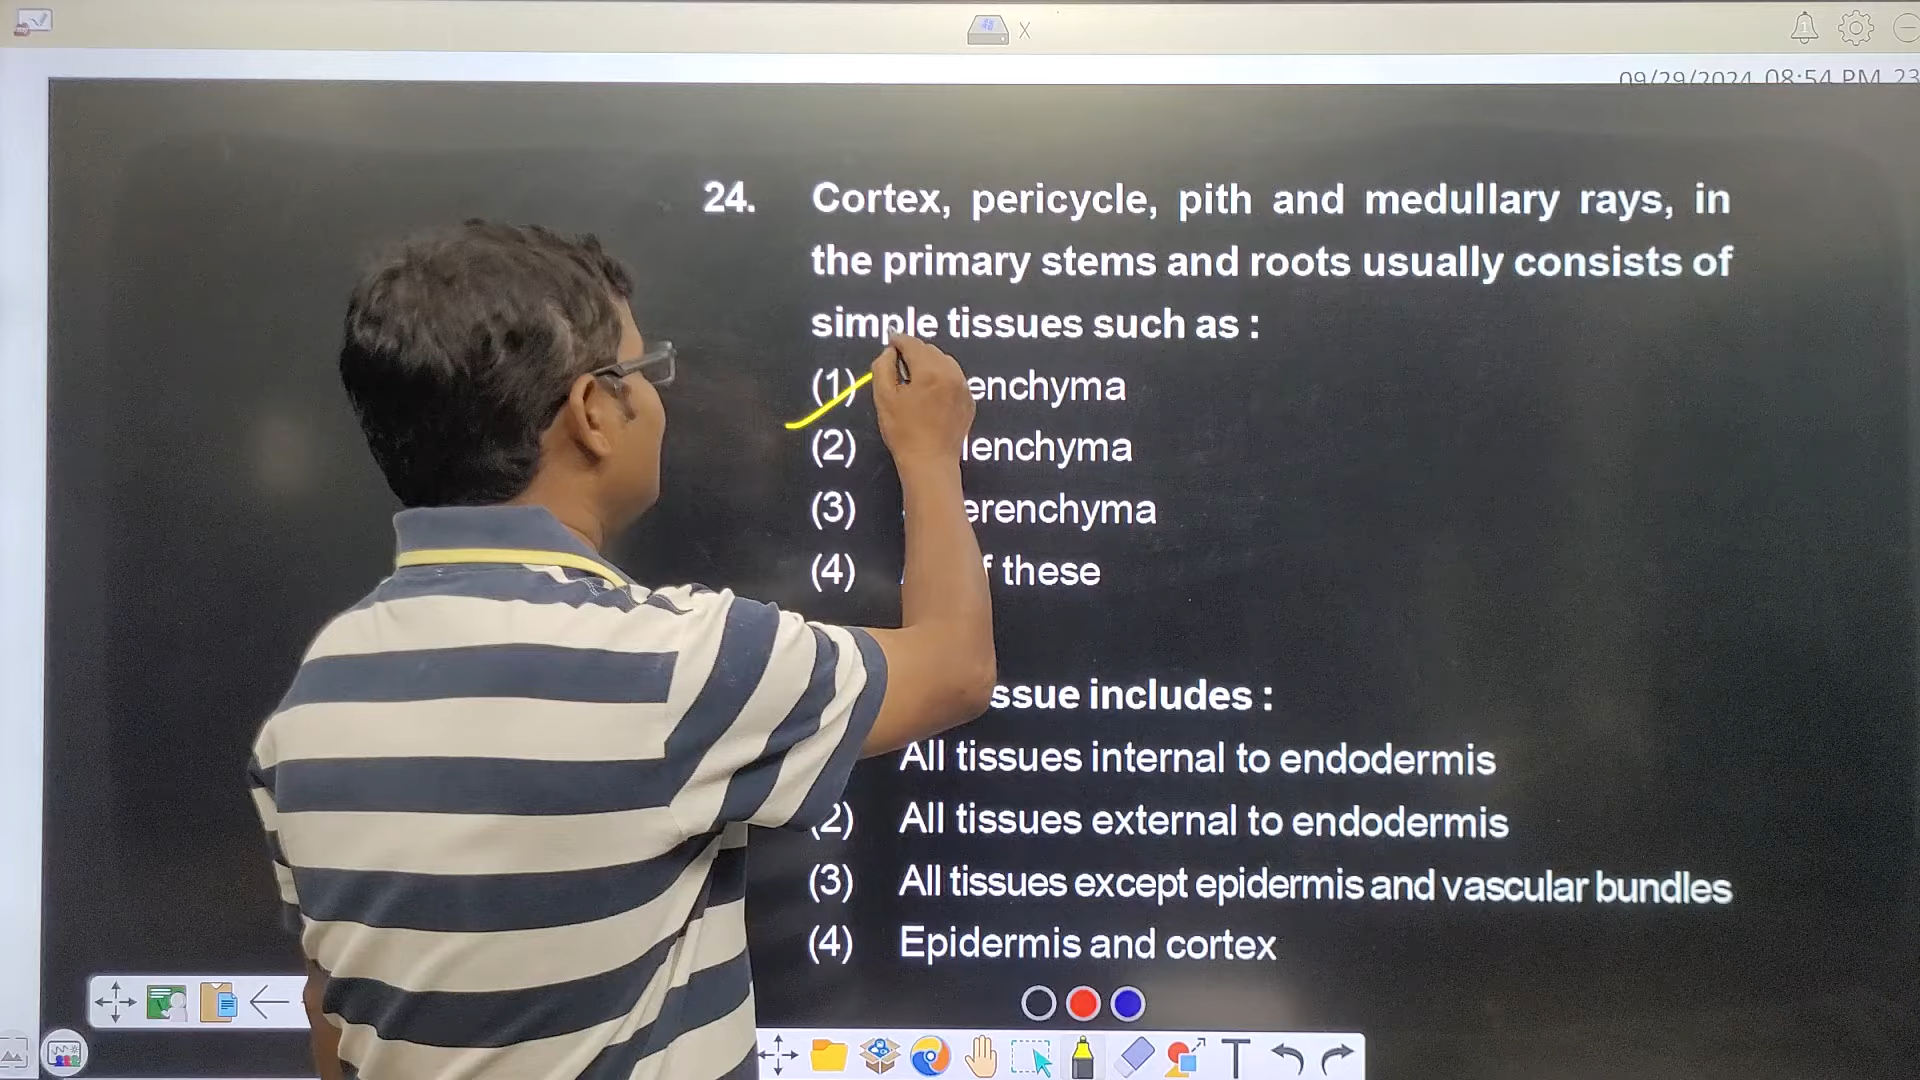 09/29/2024 08:54 PM 23
24. Cortex, pericycle, pith and medullary rays, in
the primary stems and roots usually consists of
simple tissues such as :
(1) enchyma
(2) lenchyma
(3) erenchyma
(4) f these
ssue includes :
All tissues internal to endodermis
(2) All tissues external to endodermis
(3) All tissues except epidermis and vascular bundles
(4) Epidermis and cortex